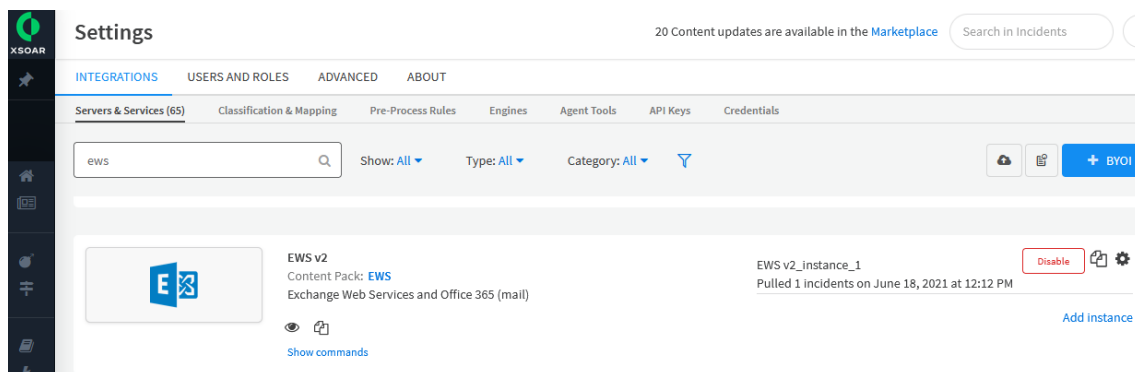 XSOAR
Settings
20 Content updates are available in the Marketplace
Search in Incidents
INTEGRATIONS USERS AND ROLES ADVANCED ABOUT
Servers & Services (65) Classification & Mapping Pre-Process Rules Engines Agent Tools API Keys Credentials
ews
Show: All Type: All Category: All
+ BYOI
E
EWS v2
Content Pack: EWS
Exchange Web Services and Office 365 (mail)
Show commands
EWS v2_instance_1
Pulled 1 incidents on June 18, 2021 at 12:12 PM
Disable
Add instance